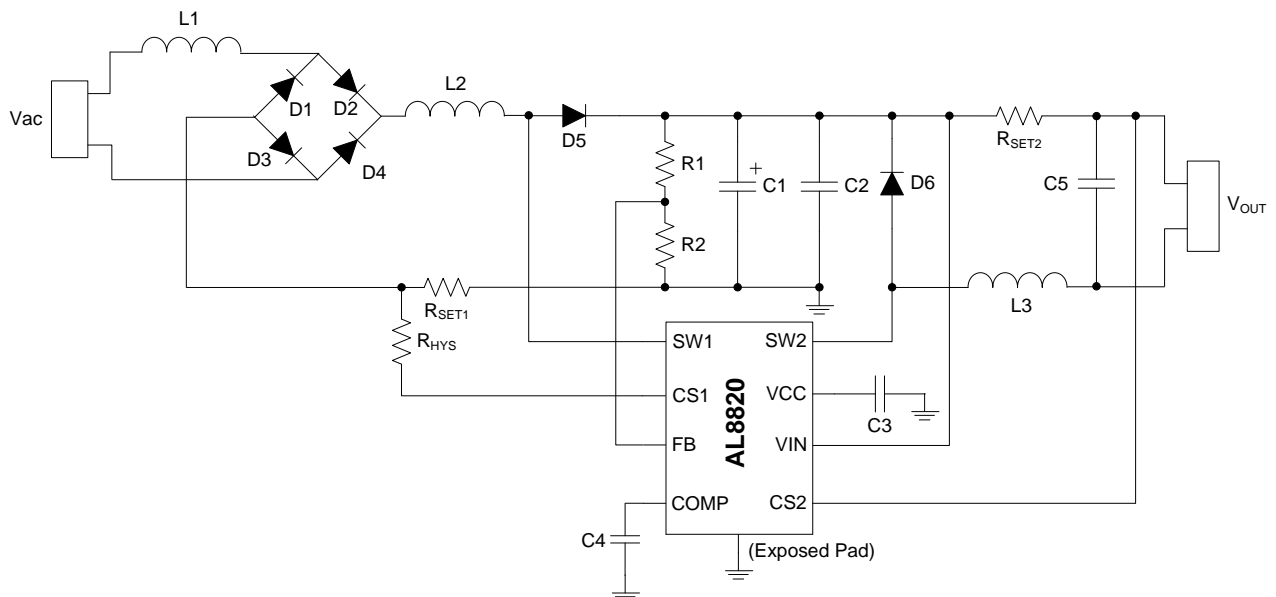 L1
Vac
D1
D2
D3
D4
L2
D5
R1
R2
C1
+
C2
D6
RSET2
C5
VOUT
RSET1
RHYS
L3
SW1
SW2
CS1
VCC
C3
FB
VIN
COMP
CS2
AL8820
C4
(Exposed Pad)